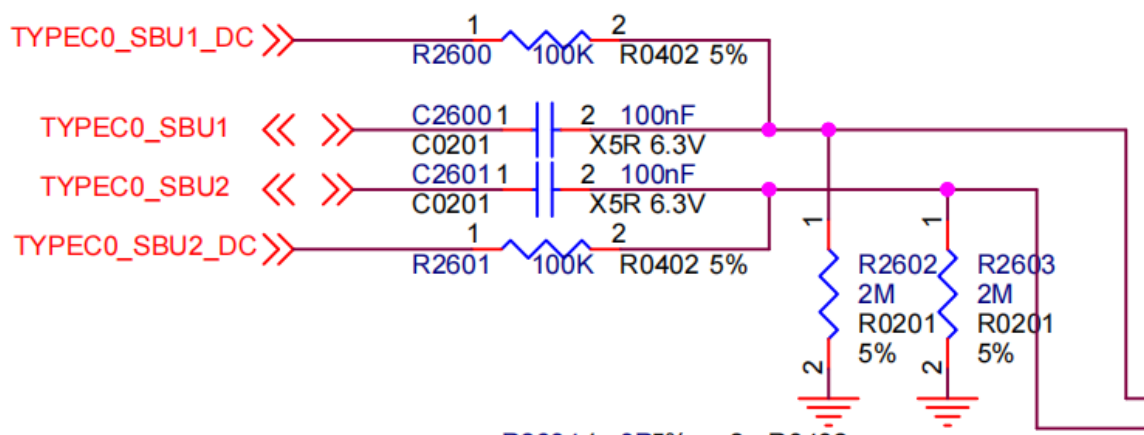 TYPEC0_SBU1_DC 1 2
R2600 100K R0402 5%
TYPEC0_SBU1 C2600 1 2 100nF
C0201 X5R 6.3V
TYPEC0_SBU2 C2601 1 2 100nF
C0201 X5R 6.3V
TYPEC0_SBU2_DC 1 2
R2601 100K R0402 5%
1 1
R2602 R2603
2M 2M
R0201 R0201
5% 5%
2 2